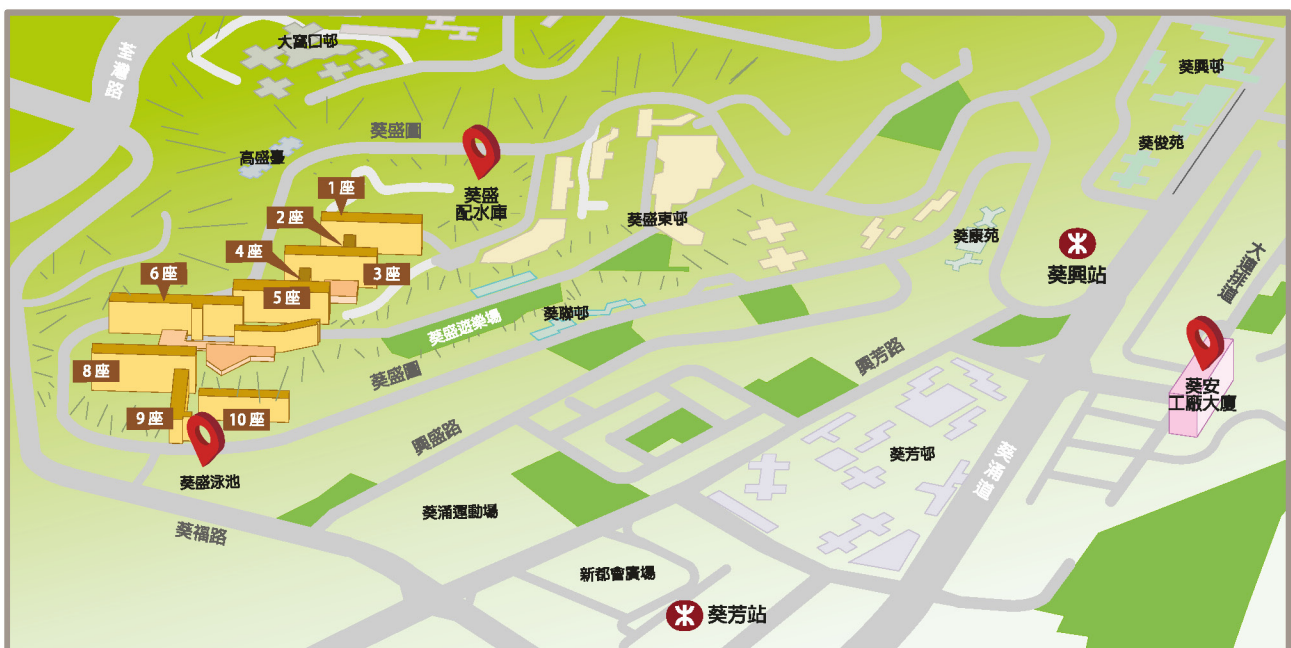 大窩口邨
葵興邨
荃灣路
葵盛圍
葵俊苑
高盛臺
1座
葵盛
配水庫
2座
葵盛東邨
葵康苑
4座
3座
葵興站
大連排道
6座
5座
葵聯邨
葵盛遊樂場
興芳路
葵盛圍
8座
葵安
工廠大廈
9座
10座
興盛路
葵芳邨
葵涌道
葵盛泳池
葵涌運動場
葵福路
新都會廣場
葵芳站